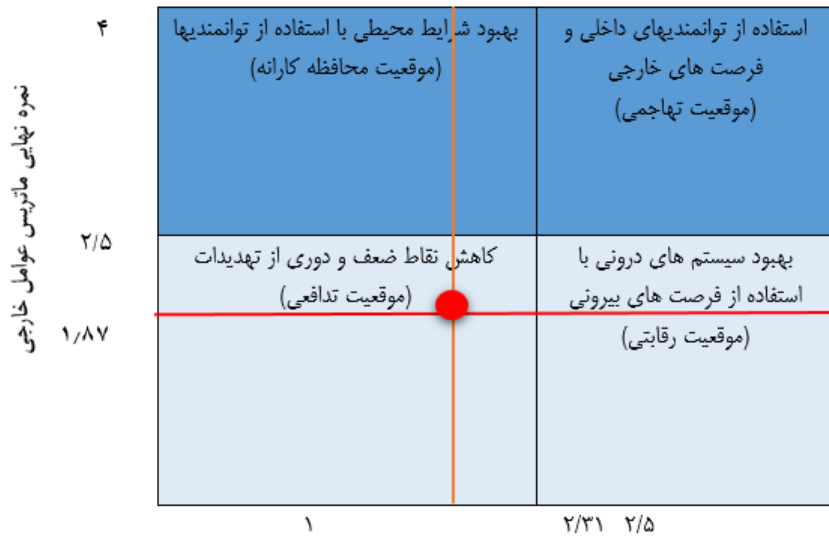 نمره نهایی ماتریس عوامل خارجی
۴
۲/۵
۱٫۸۷
استفاده از توانمندیهای داخلی و
فرصت های خارجی
(موقعیت تهاجمی)
بهبود شرایط محیطی با استفاده از توانمندیها
(موقعیت محافظه کارانه)
بهبود سیستم های درونی با
استفاده از فرصت های بیرونی
(موقعیت رقابتی)
کاهش نقاط ضعف و دوری از تهدیدات
(موقعیت تدافعی)
۱
۲/۳۱ ۲/۵